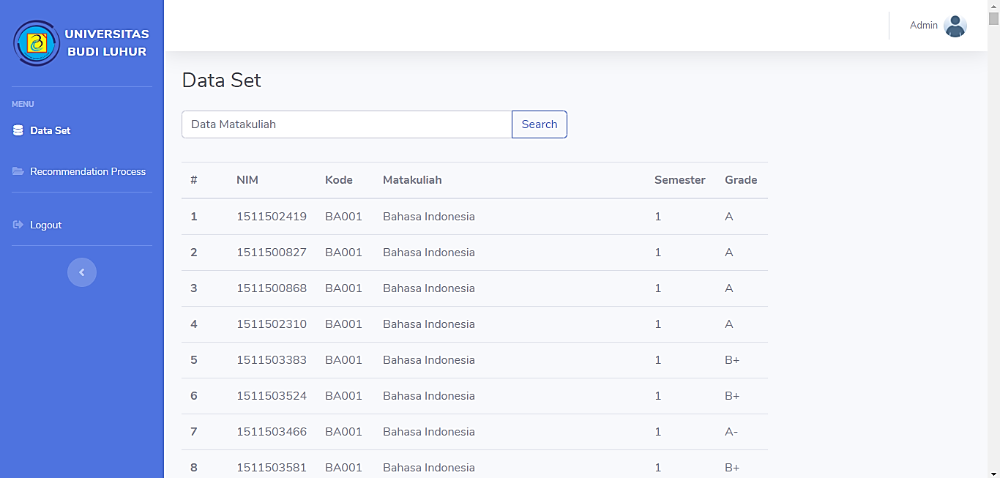 UNIVERSITAS
BUDI LUHUR
Admin
MENU
Data Set
Recommendation Process
Logout
Data Set
Data Matakuliah
Search
# NIM Kode Matakuliah Semester Grade
1 1511502419 BA001 Bahasa Indonesia 1 A
2 1511500827 BA001 Bahasa Indonesia 1 A
3 1511500868 BA001 Bahasa Indonesia 1 A
4 1511502310 BA001 Bahasa Indonesia 1 A
5 1511503383 BA001 Bahasa Indonesia 1 B+
6 1511503524 BA001 Bahasa Indonesia 1 B+
7 1511503466 BA001 Bahasa Indonesia 1 A-
8 1511503581 BA001 Bahasa Indonesia 1 B+